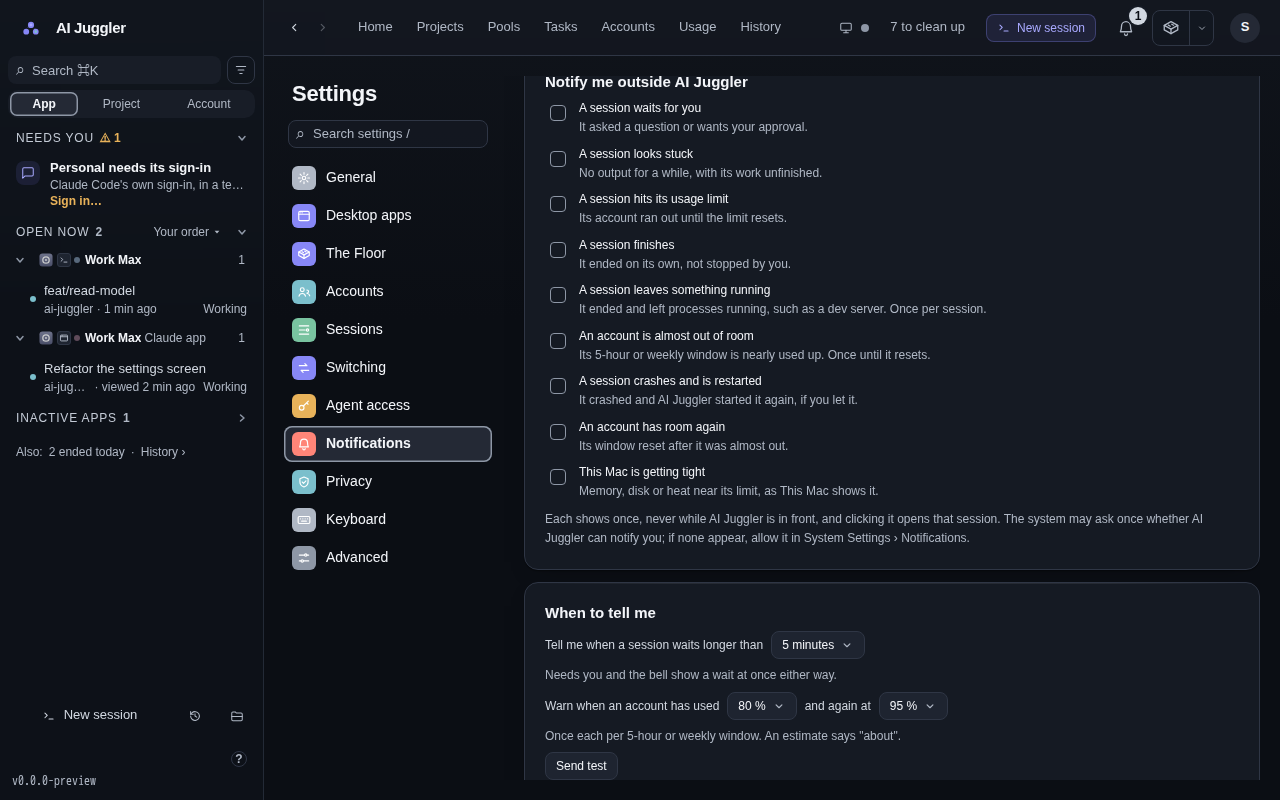 AI Juggler
Search ⌘K
App
Project
Account
NEEDS YOU
1
Personal needs its sign-in
Claude Code's own sign-in, in a te…
Sign in…
OPEN NOW 2
Your order
Work Max
1
feat/read-model
ai-juggler · 1 min ago
Working
Work Max Claude app
1
Refactor the settings screen
ai-jug… · viewed 2 min ago
Working
INACTIVE APPS 1
Also: 2 ended today · History ›
New session
?
v0.0.0-preview
Home
Projects
Pools
Tasks
Accounts
Usage
History
7 to clean up
New session
1
S
Settings
Search settings /
General
Desktop apps
The Floor
Accounts
Sessions
Switching
Agent access
Notifications
Privacy
Keyboard
Advanced
Notify me outside AI Juggler
A session waits for you
It asked a question or wants your approval.
A session looks stuck
No output for a while, with its work unfinished.
A session hits its usage limit
Its account ran out until the limit resets.
A session finishes
It ended on its own, not stopped by you.
A session leaves something running
It ended and left processes running, such as a dev server. Once per session.
An account is almost out of room
Its 5-hour or weekly window is nearly used up. Once until it resets.
A session crashes and is restarted
It crashed and AI Juggler started it again, if you let it.
An account has room again
Its window reset after it was almost out.
This Mac is getting tight
Memory, disk or heat near its limit, as This Mac shows it.
Each shows once, never while AI Juggler is in front, and clicking it opens that session. The system may ask once whether AI
Juggler can notify you; if none appear, allow it in System Settings › Notifications.
When to tell me
Tell me when a session waits longer than 5 minutes
Needs you and the bell show a wait at once either way.
Warn when an account has used 80 % and again at 95 %
Once each per 5-hour or weekly window. An estimate says "about".
Send test